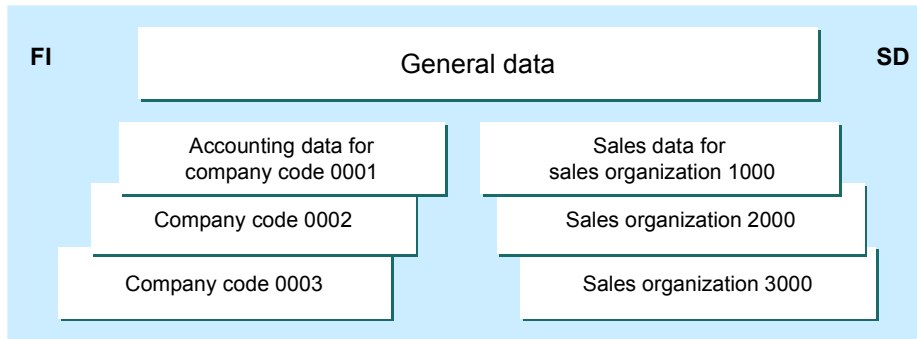 FI
General data
SD
Accounting data for
company code 0001
Sales data for
sales organization 1000
Company code 0002
Sales organization 2000
Company code 0003
Sales organization 3000